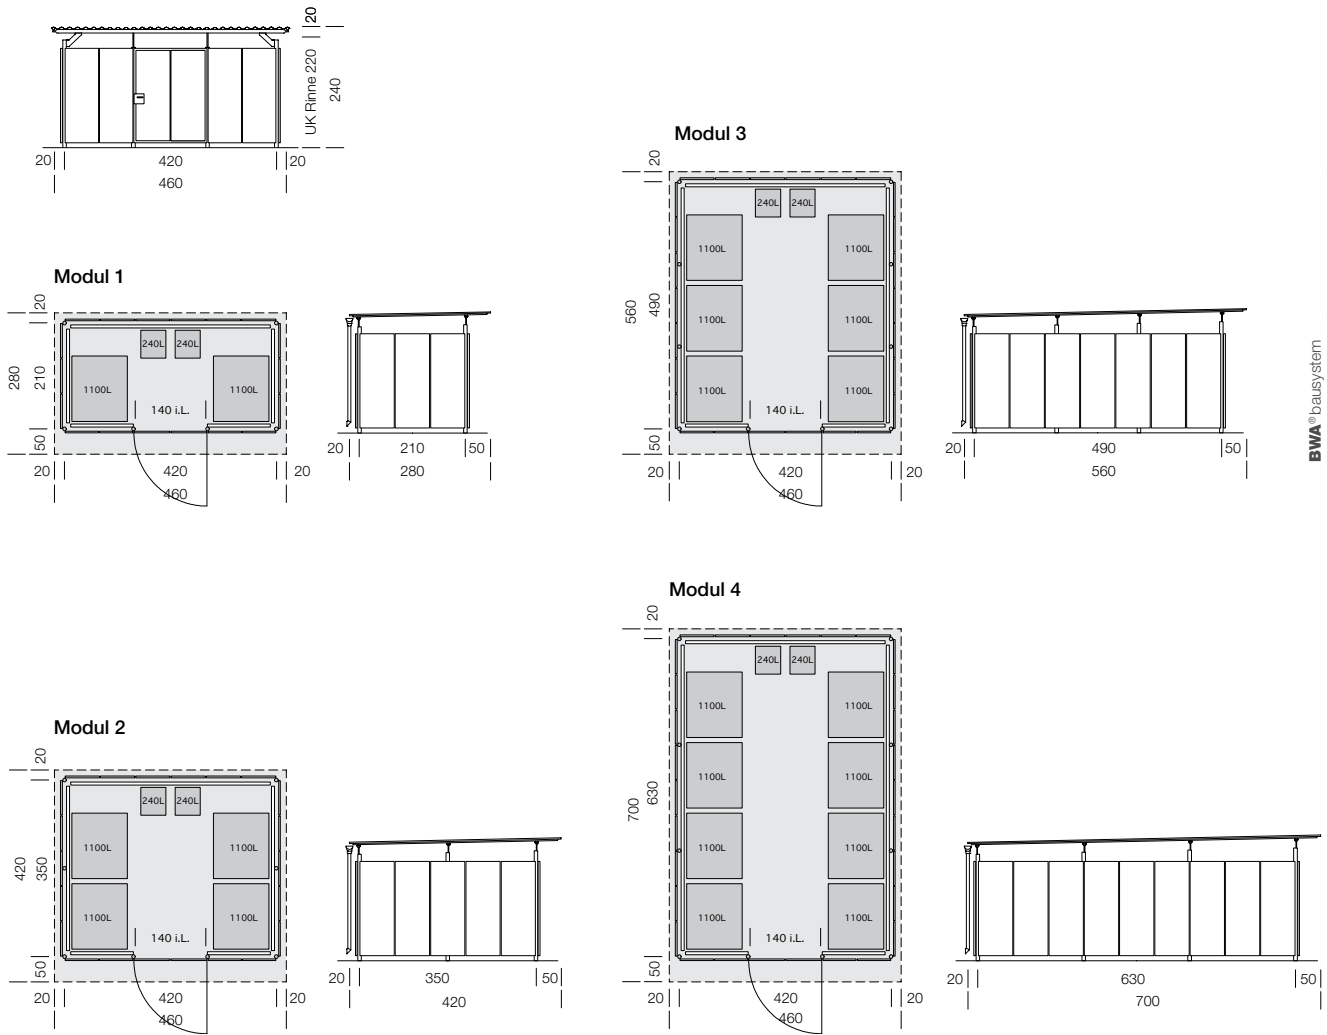 20
UK Rinne 220
240
20
420
20
460
Modul 1
20
280
210
50
240L
240L
1100L
1100L
140 i.L.
20
420
20
460
20
210
50
280
Modul 2
20
420
350
50
240L
240L
1100L
1100L
1100L
1100L
140 i.L.
20
420
20
460
20
350
50
420
Modul 3
20
560
490
50
240L
240L
1100L
1100L
1100L
1100L
1100L
1100L
140 i.L.
20
420
20
460
20
490
50
560
Modul 4
20
700
630
50
240L
240L
1100L
1100L
1100L
1100L
1100L
1100L
1100L
1100L
140 i.L.
20
420
20
460
20
630
50
700
BWA® bausystem